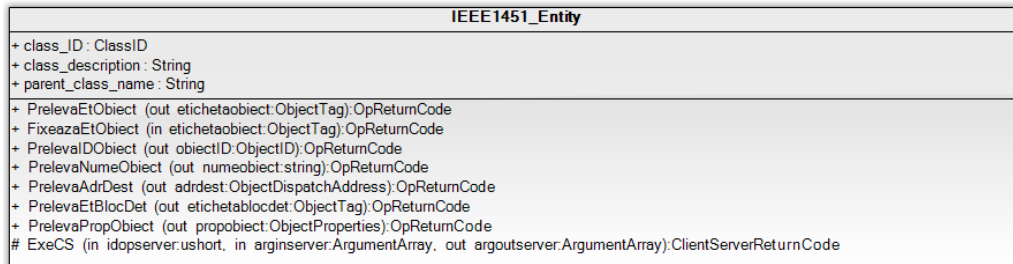 IEEE1451_Entity
+ class_ID : ClassID
+ class_description : String
+ parent_class_name : String
+ PrelevaEtObiect (out etichetaobiect:ObjectTag):OpReturnCode
+ FixeazaEtObiect (in etichetaobiect:ObjectTag):OpReturnCode
+ PrelevaIDObiect (out obiectID:ObjectID):OpReturnCode
+ PrelevaNumeObiect (out numeobiect:string):OpReturnCode
+ PrelevaAdrDest (out adrdest:ObjectDispatchAddress):OpReturnCode
+ PrelevaEtBlocDet (out etichetablocdet:ObjectTag):OpReturnCode
+ PrelevaPropObiect (out propobiect:ObjectProperties):OpReturnCode
# ExeCS (in idopserver:ushort, in arginserver:ArgumentArray, out argoutserver:ArgumentArray):ClientServerReturnCode